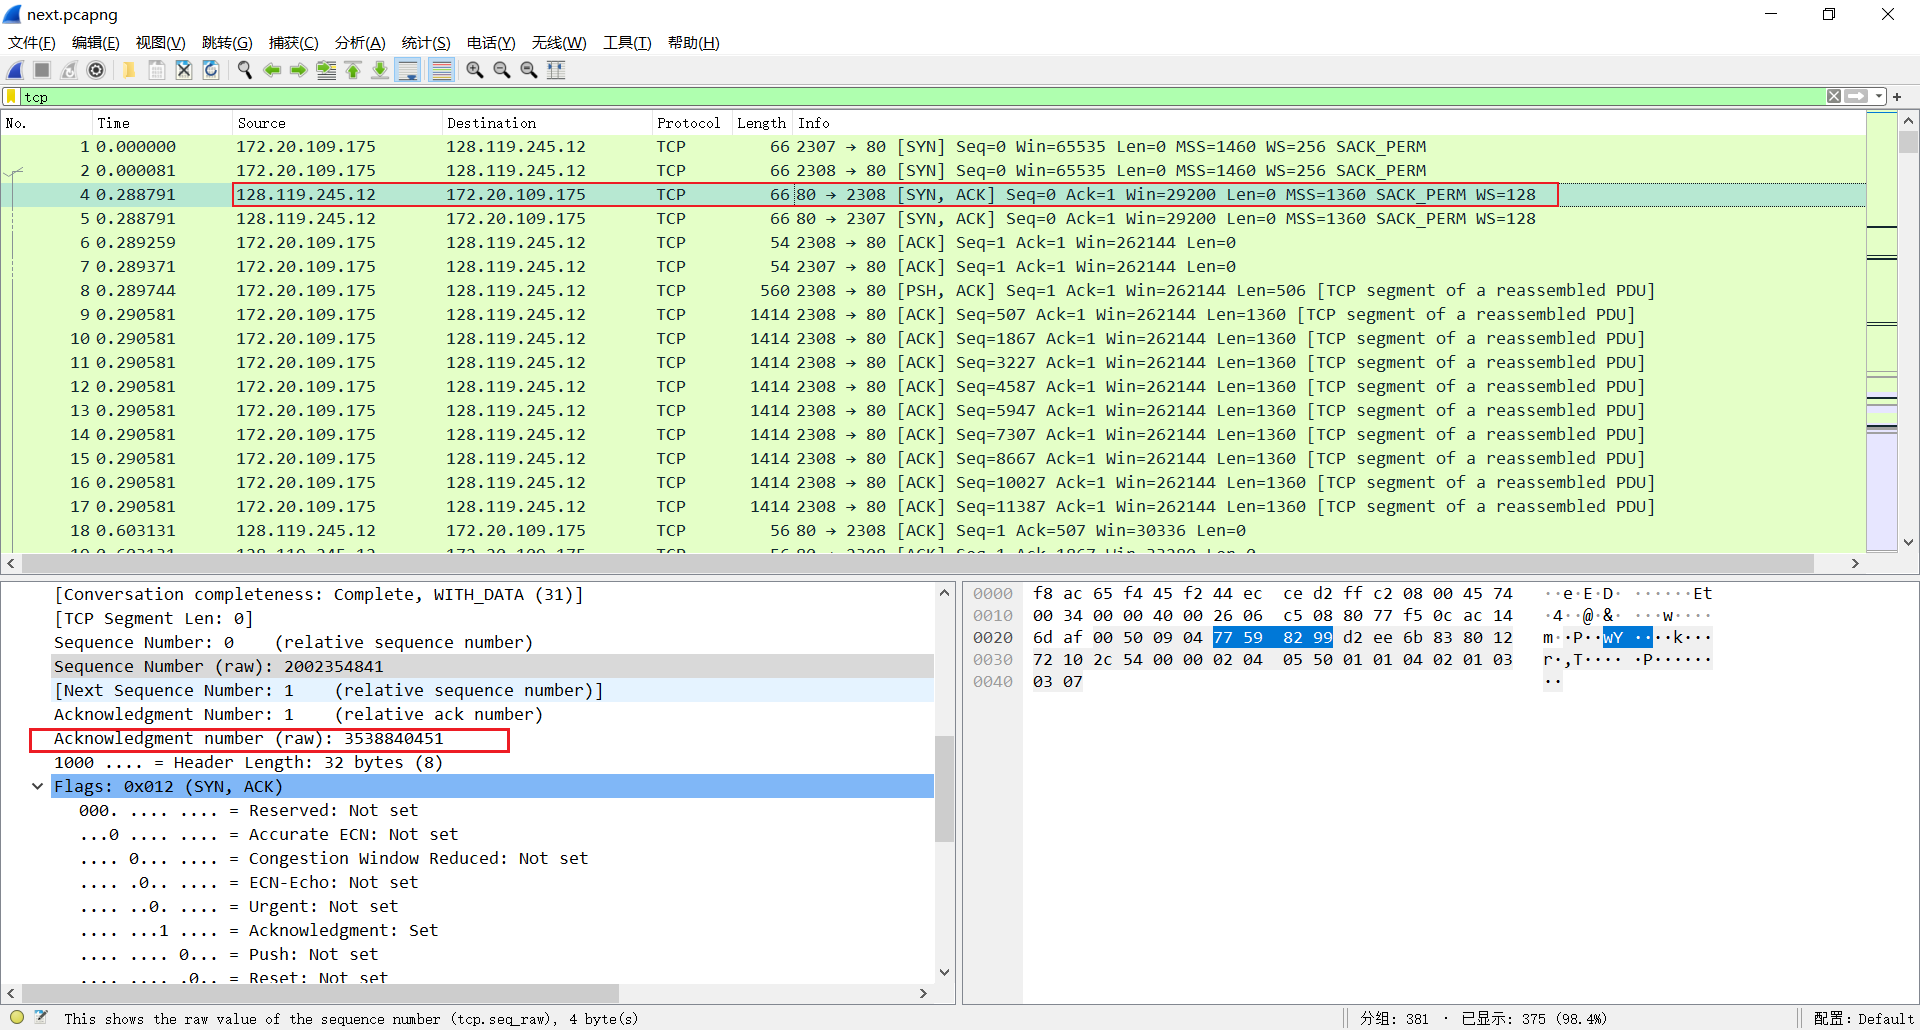 next.pcapng
文件(F) 编辑(E) 视图(V) 跳转(G) 捕获(C) 分析(A) 统计(S) 电话(Y) 无线(W) 工具(T) 帮助(H)
tcp
No. Time Source Destination Protocol Length Info
1 0.000000 172.20.109.175 128.119.245.12 TCP 66 2307 → 80 [SYN] Seq=0 Win=65535 Len=0 MSS=1460 WS=256 SACK_PERM
2 0.000081 172.20.109.175 128.119.245.12 TCP 66 2308 → 80 [SYN] Seq=0 Win=65535 Len=0 MSS=1460 WS=256 SACK_PERM
4 0.288791 128.119.245.12 172.20.109.175 TCP 66 80 → 2308 [SYN, ACK] Seq=0 Ack=1 Win=29200 Len=0 MSS=1360 SACK_PERM WS=128
5 0.288791 128.119.245.12 172.20.109.175 TCP 66 80 → 2307 [SYN, ACK] Seq=0 Ack=1 Win=29200 Len=0 MSS=1360 SACK_PERM WS=128
6 0.289259 172.20.109.175 128.119.245.12 TCP 54 2308 → 80 [ACK] Seq=1 Ack=1 Win=262144 Len=0
7 0.289371 172.20.109.175 128.119.245.12 TCP 54 2307 → 80 [ACK] Seq=1 Ack=1 Win=262144 Len=0
8 0.289744 172.20.109.175 128.119.245.12 TCP 560 2308 → 80 [PSH, ACK] Seq=1 Ack=1 Win=262144 Len=506 [TCP segment of a reassembled PDU]
9 0.290581 172.20.109.175 128.119.245.12 TCP 1414 2308 → 80 [ACK] Seq=507 Ack=1 Win=262144 Len=1360 [TCP segment of a reassembled PDU]
10 0.290581 172.20.109.175 128.119.245.12 TCP 1414 2308 → 80 [ACK] Seq=1867 Ack=1 Win=262144 Len=1360 [TCP segment of a reassembled PDU]
11 0.290581 172.20.109.175 128.119.245.12 TCP 1414 2308 → 80 [ACK] Seq=3227 Ack=1 Win=262144 Len=1360 [TCP segment of a reassembled PDU]
12 0.290581 172.20.109.175 128.119.245.12 TCP 1414 2308 → 80 [ACK] Seq=4587 Ack=1 Win=262144 Len=1360 [TCP segment of a reassembled PDU]
13 0.290581 172.20.109.175 128.119.245.12 TCP 1414 2308 → 80 [ACK] Seq=5947 Ack=1 Win=262144 Len=1360 [TCP segment of a reassembled PDU]
14 0.290581 172.20.109.175 128.119.245.12 TCP 1414 2308 → 80 [ACK] Seq=7307 Ack=1 Win=262144 Len=1360 [TCP segment of a reassembled PDU]
15 0.290581 172.20.109.175 128.119.245.12 TCP 1414 2308 → 80 [ACK] Seq=8667 Ack=1 Win=262144 Len=1360 [TCP segment of a reassembled PDU]
16 0.290581 172.20.109.175 128.119.245.12 TCP 1414 2308 → 80 [ACK] Seq=10027 Ack=1 Win=262144 Len=1360 [TCP segment of a reassembled PDU]
17 0.290581 172.20.109.175 128.119.245.12 TCP 1414 2308 → 80 [ACK] Seq=11387 Ack=1 Win=262144 Len=1360 [TCP segment of a reassembled PDU]
18 0.603131 128.119.245.12 172.20.109.175 TCP 56 80 → 2308 [ACK] Seq=1 Ack=507 Win=30336 Len=0
19 0.603131 128.119.245.12 172.20.109.175 TCP 56 80 → 2308 [ACK] Seq=1 Ack=1867 Win=33280 Len=0
[Conversation completeness: Complete, WITH_DATA (31)]
[TCP Segment Len: 0]
Sequence Number: 0 (relative sequence number)
Sequence Number (raw): 2002354841
[Next Sequence Number: 1 (relative sequence number)]
Acknowledgment Number: 1 (relative ack number)
Acknowledgment number (raw): 3538840451
1000 .... = Header Length: 32 bytes (8)
Flags: 0x012 (SYN, ACK)
000. .... .... = Reserved: Not set
...0 .... .... = Accurate ECN: Not set
.... 0... .... = Congestion Window Reduced: Not set
.... .0.. .... = ECN-Echo: Not set
.... ..0. .... = Urgent: Not set
.... ...1 .... = Acknowledgment: Set
.... .... 0... = Push: Not set
.... .... .0.. = Reset: Not set
0000 f8 ac 65 f4 45 f2 44 ec ce d2 ff c2 08 00 45 74 ··e·E·D· ······Et
0010 00 34 00 00 40 00 26 06 c5 08 80 77 f5 0c ac 14 ·4··@·&· ···w····
0020 6d af 00 50 09 04 77 59 82 99 d2 ee 6b 83 80 12 m··P··wY ····k···
0030 72 10 2c 54 00 00 02 04 05 50 01 01 04 02 01 03 r·,T···· ·P······
0040 03 07 ··
This shows the raw value of the sequence number (tcp.seq_raw), 4 byte(s)
分组: 381 · 已显示: 375 (98.4%)
配置: Default